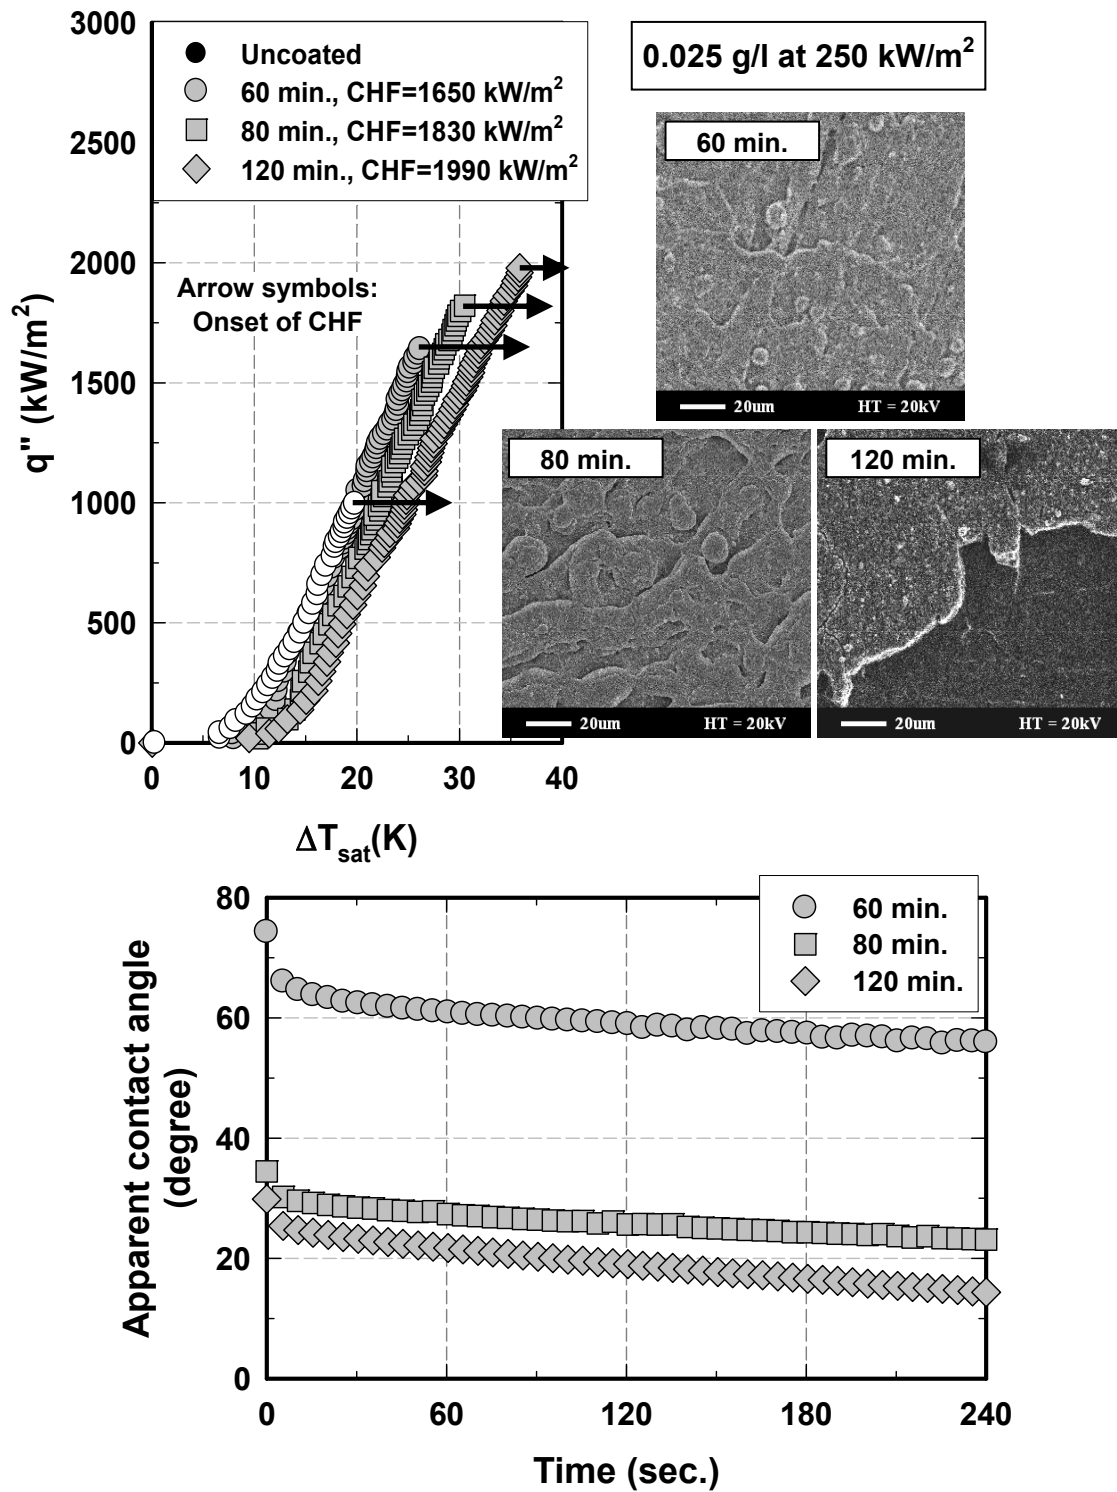 3000
2500
2000
1500
1000
500
0
q" (kW/m²)
Uncoated
60 min., CHF=1650 kW/m²
80 min., CHF=1830 kW/m²
120 min., CHF=1990 kW/m²
Arrow symbols:
Onset of CHF
0 10 20 30 40
ΔTsat(K)
0.025 g/l at 250 kW/m²
60 min.
20um HT = 20kV
80 min.
20um HT = 20kV
120 min.
20um HT = 20kV
80
60
40
20
0
Apparent contact angle
(degree)
60 min.
80 min.
120 min.
0 60 120 180 240
Time (sec.)